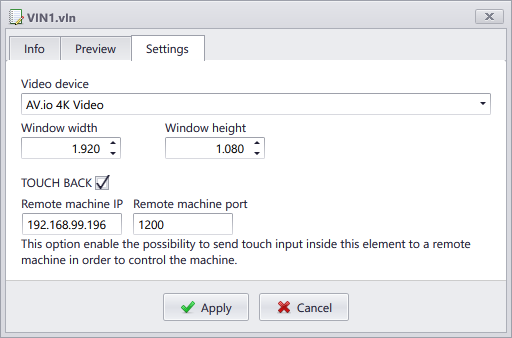 VIN1.vln
Info Preview Settings
Video device
AV.io 4K Video
Window width Window height
1.920 1.080
TOUCH BACK
Remote machine IP Remote machine port
192.168.99.196 1200
This option enable the possibility to send touch input inside this element to a remote
machine in order to control the machine.
Apply Cancel